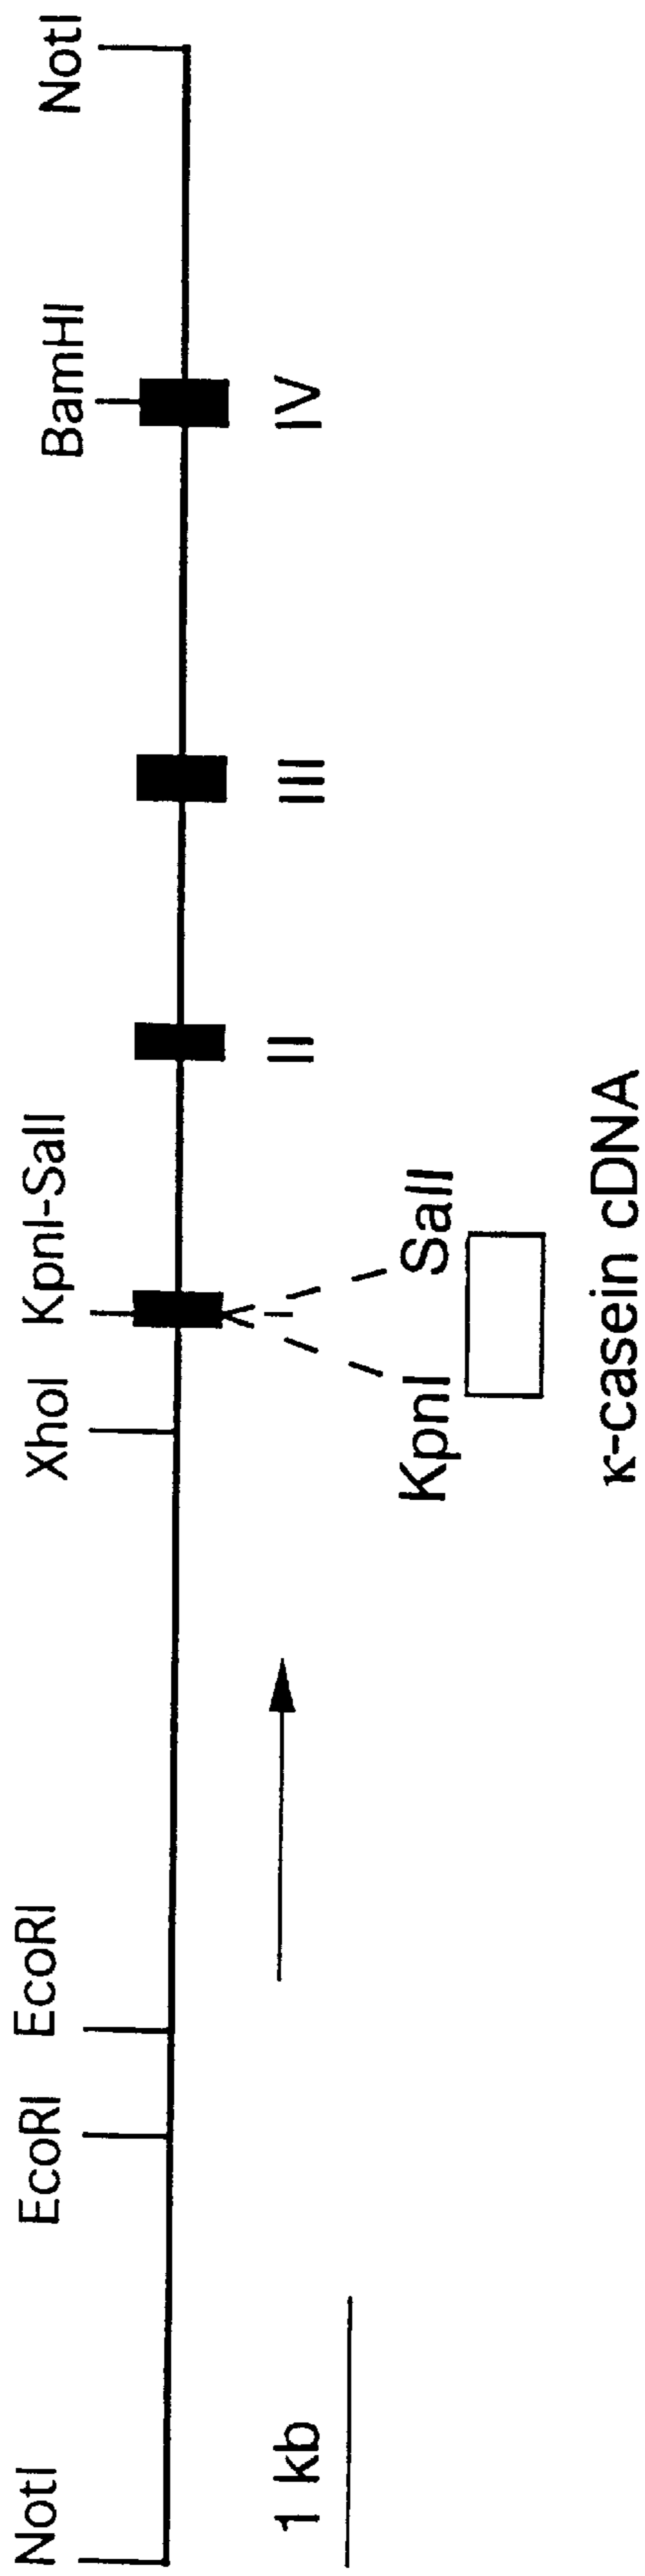 NotI EcoRI EcoRI XhoI KpnI-SalI BamHI NotI
II III IV
1 kb
KpnI SalI
κ-casein cDNA